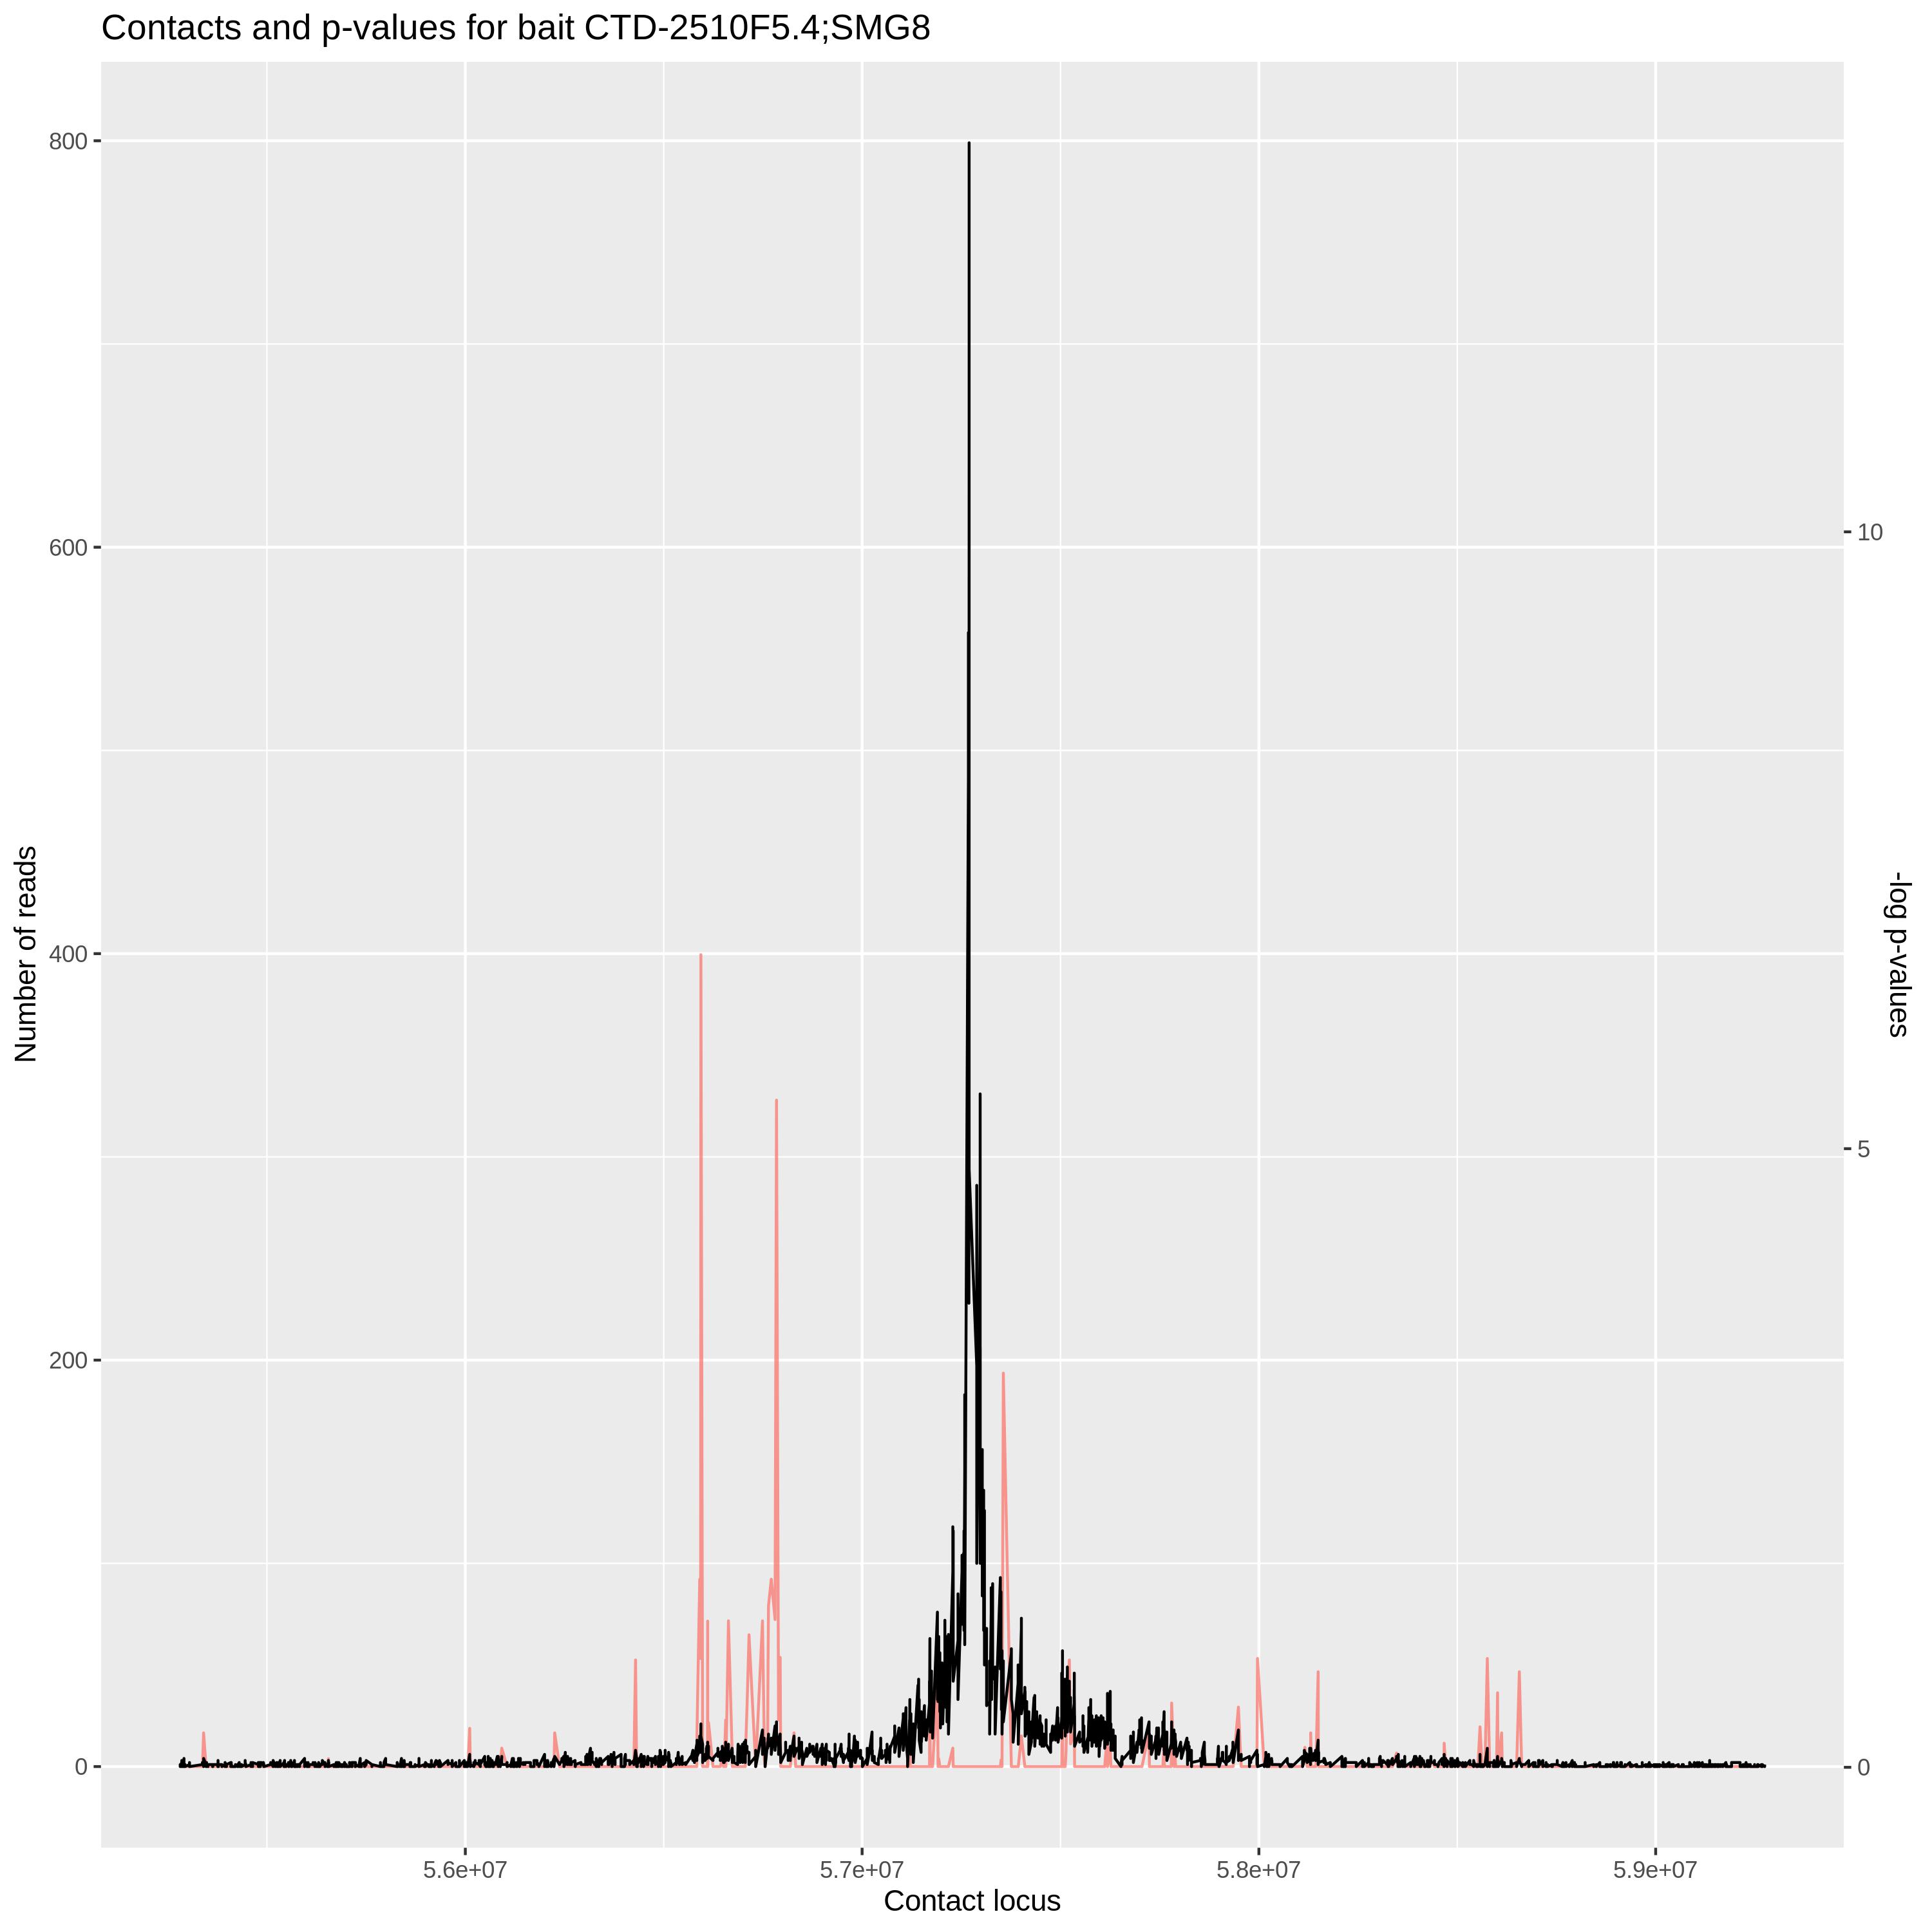 Contacts and p-values for bait CTD-2510F5.4;SMG8
800
600
400
200
0
Number of reads
10
5
0
-log p-values
5.6e+07
5.7e+07
5.8e+07
5.9e+07
Contact locus